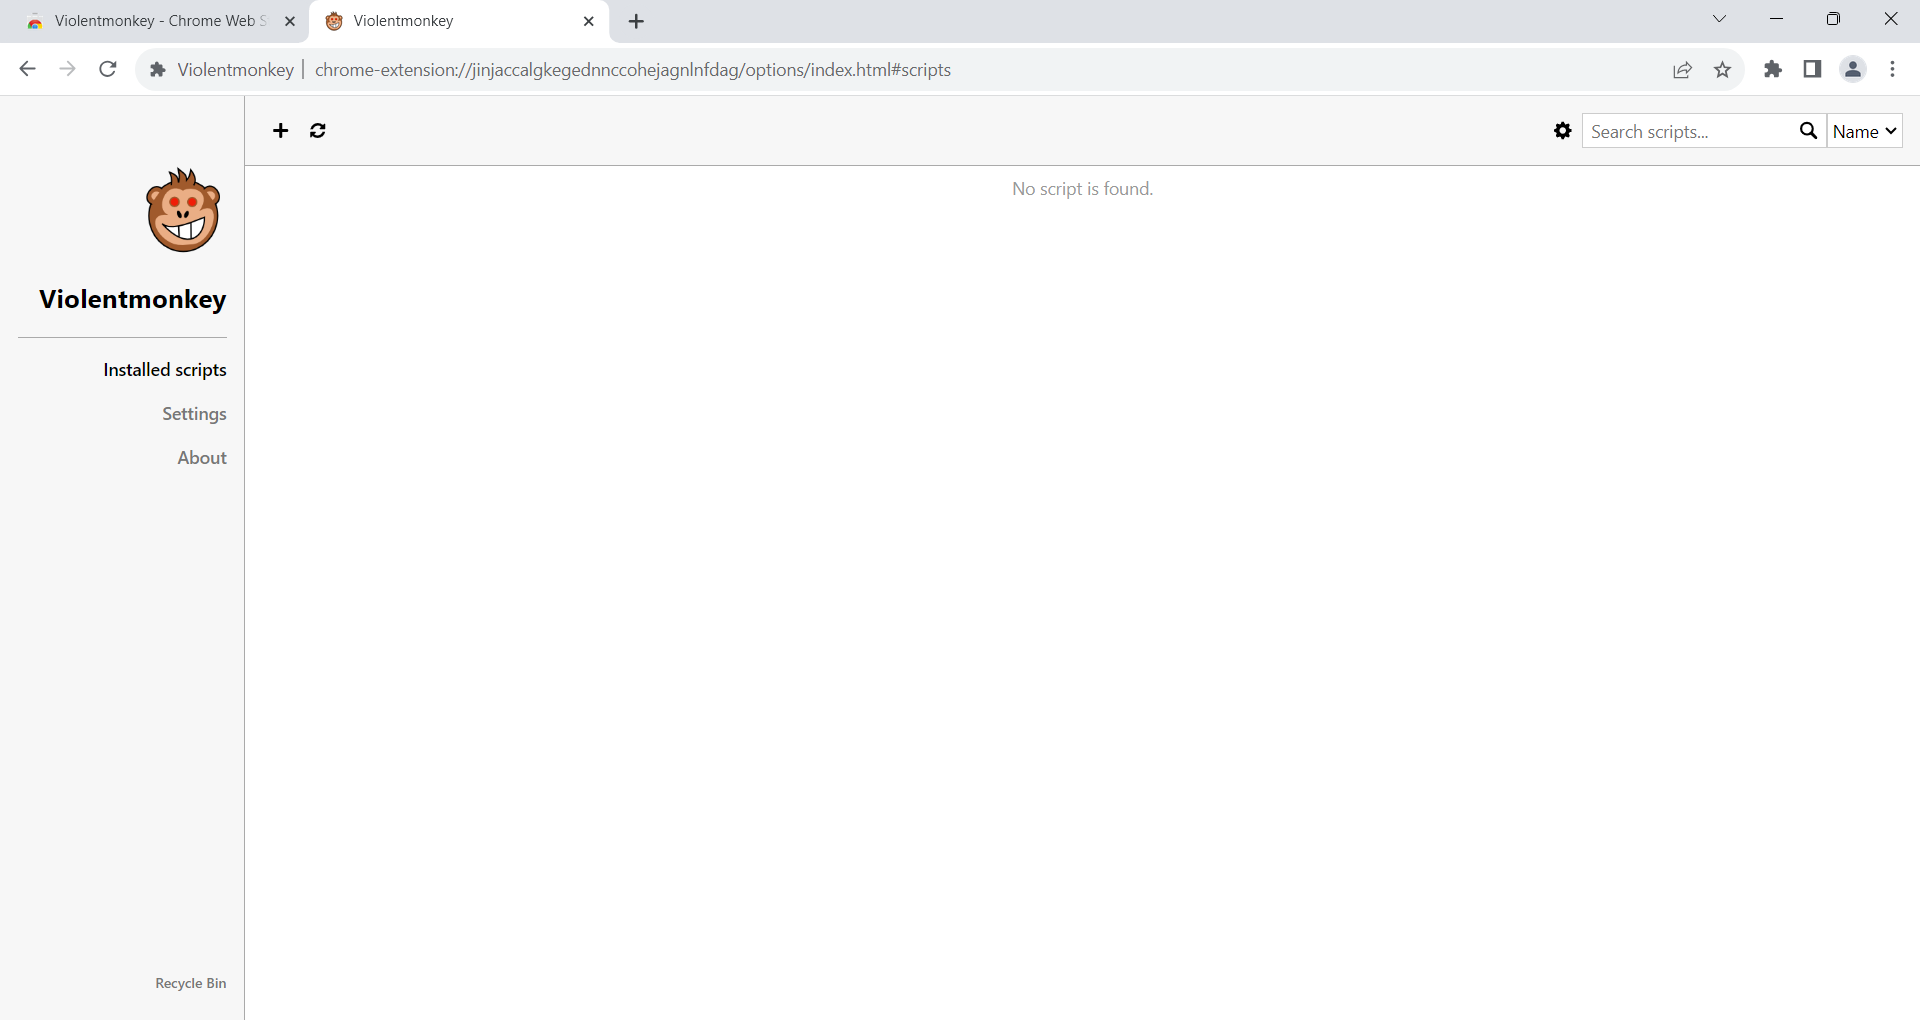 Violentmonkey - Chrome Web S
Violentmonkey
Violentmonkey | chrome-extension://jinjaccalgkegednnccohejagnlnfdag/options/index.html#scripts
Search scripts...
Name
No script is found.
Violentmonkey
Installed scripts
Settings
About
Recycle Bin